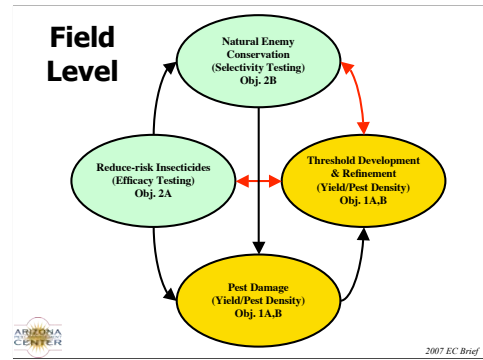 Field
Level
Natural Enemy
Conservation
(Selectivity Testing)
Obj. 2B
Reduce-risk Insecticides
(Efficacy Testing)
Obj. 2A
Threshold Development
& Refinement
(Yield/Pest Density)
Obj. 1A,B
Pest Damage
(Yield/Pest Density)
Obj. 1A,B
ARIZONA
CENTER
2007 EC Brief